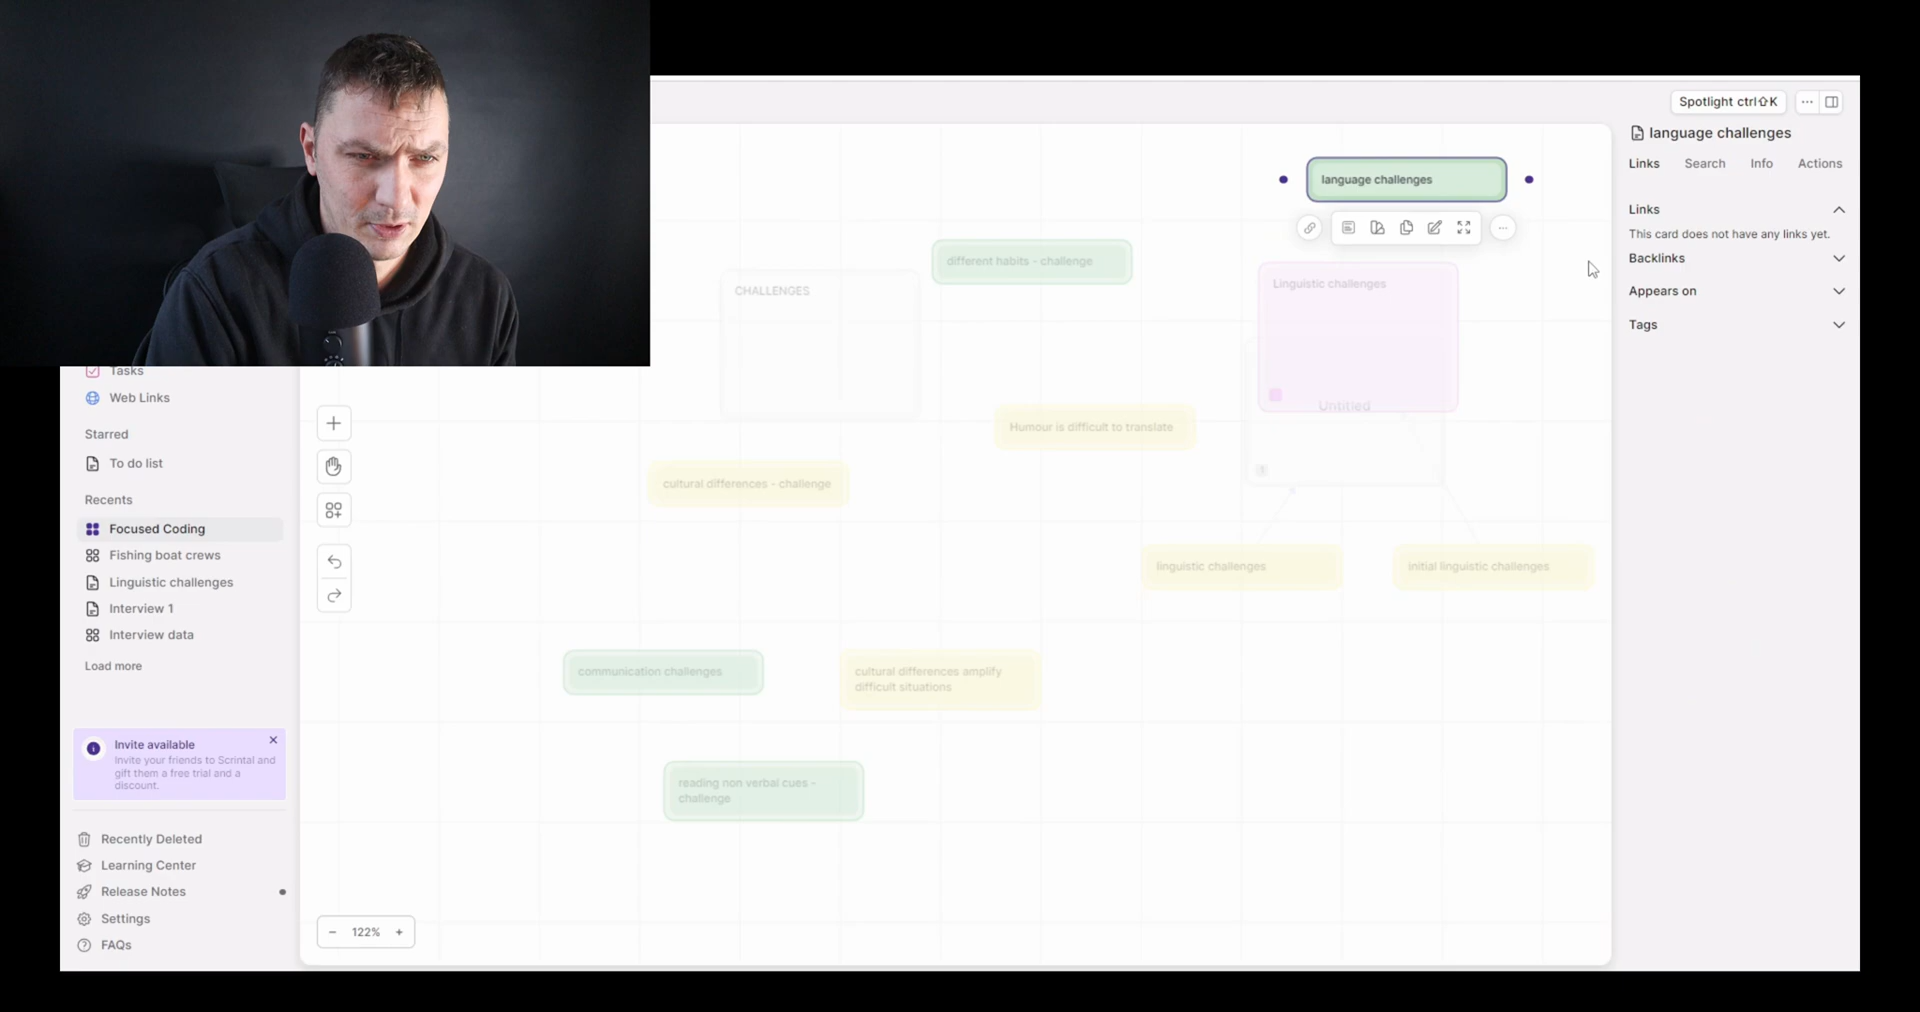 Spotlight ctrl⇧K
language challenges
Links Search Info Actions
Links
This card does not have any links yet.
Backlinks
Appears on
Tags
language challenges
different habits - challenge
CHALLENGES
Linguistic challenges
Untitled
Humour is difficult to translate
cultural differences - challenge
linguistic challenges
initial linguistic challenges
communication challenges
cultural differences amplify
difficult situations
reading non verbal cues -
challenge
Tasks
Web Links
Starred
To do list
Recents
Focused Coding
Fishing boat crews
Linguistic challenges
Interview 1
Interview data
Load more
Invite available
Invite your friends to Scrintal and
gift them a free trial and a
discount.
Recently Deleted
Learning Center
Release Notes
Settings
FAQs
− 122% +